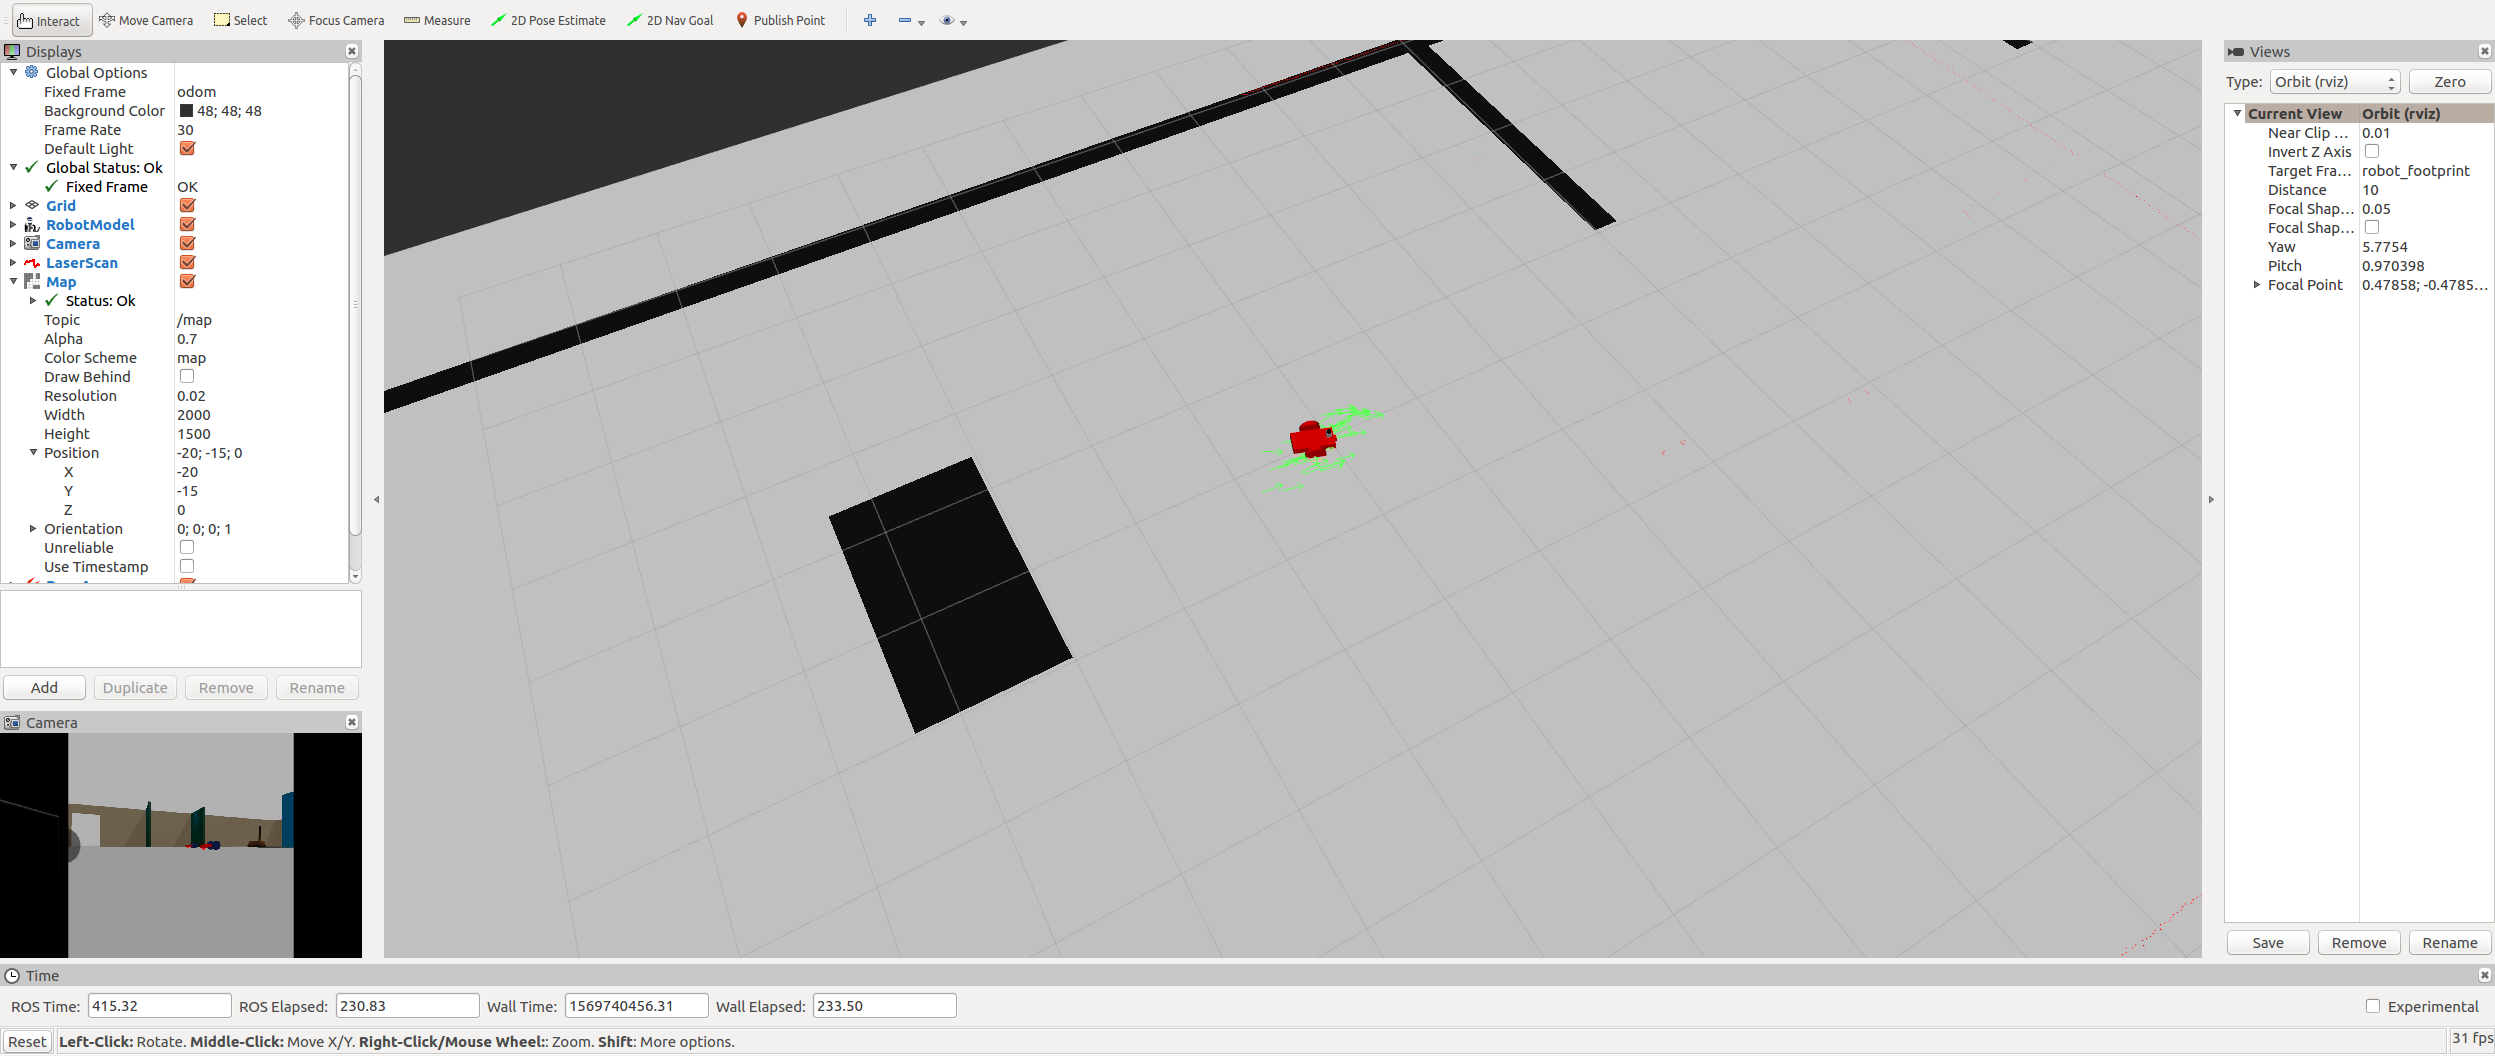 Interact Move Camera Select Focus Camera Measure 2D Pose Estimate 2D Nav Goal Publish Point
Displays
Global Options
Fixed Frame odom
Background Color 48; 48; 48
Frame Rate 30
Default Light
Global Status: Ok
Fixed Frame OK
Grid
RobotModel
Camera
LaserScan
Map
Status: Ok
Topic /map
Alpha 0.7
Color Scheme map
Draw Behind
Resolution 0.02
Width 2000
Height 1500
Position -20; -15; 0
X -20
Y -15
Z 0
Orientation 0; 0; 0; 1
Unreliable
Use Timestamp
Add Duplicate Remove Rename
Camera
Views
Type: Orbit (rviz) Zero
Current View Orbit (rviz)
Near Clip ... 0.01
Invert Z Axis
Target Fra... robot_footprint
Distance 10
Focal Shap... 0.05
Focal Shap...
Yaw 5.7754
Pitch 0.970398
Focal Point 0.47858; -0.4785...
Save Remove Rename
Time
ROS Time: 415.32 ROS Elapsed: 230.83 Wall Time: 1569740456.31 Wall Elapsed: 233.50 Experimental
Reset Left-Click: Rotate. Middle-Click: Move X/Y. Right-Click/Mouse Wheel:: Zoom. Shift: More options. 31 fps